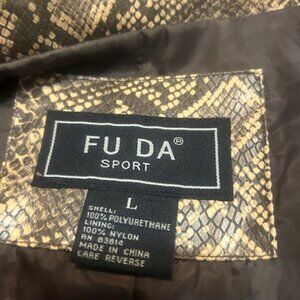 FU DA®
SPORT
L
SHELL:
100% POLYURETHANE
LINING:
100% NYLON
RN 83814
MADE IN CHINA
CARE REVERSE